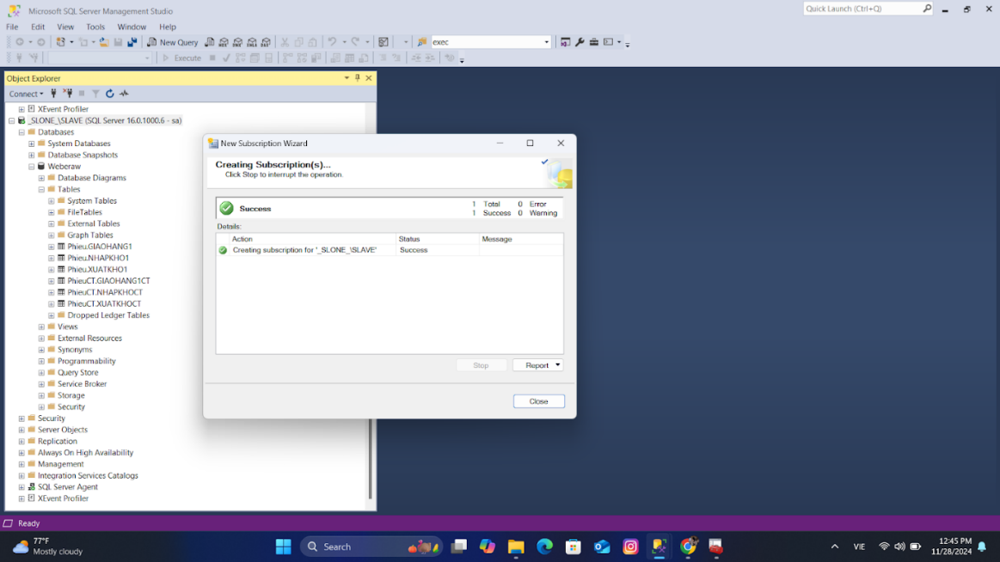 Microsoft SQL Server Management Studio
Quick Launch (Ctrl+Q)
File Edit View Tools Window Help
New Query
exec
Execute
Object Explorer
Connect
XEvent Profiler
_SLONE_\SLAVE (SQL Server 16.0.1000.6 - sa)
Databases
System Databases
Database Snapshots
Weberaw
Database Diagrams
Tables
System Tables
FileTables
External Tables
Graph Tables
Phieu.GIAOHANG1
Phieu.NHAPKHO1
Phieu.XUATKHO1
PhieuCT.GIAOHANG1CT
PhieuCT.NHAPKHOCT
PhieuCT.XUATKHOCT
Dropped Ledger Tables
Views
External Resources
Synonyms
Programmability
Query Store
Service Broker
Storage
Security
Security
Server Objects
Replication
Always On High Availability
Management
Integration Services Catalogs
SQL Server Agent
XEvent Profiler
New Subscription Wizard
Creating Subscription(s)...
Click Stop to interrupt the operation.
Success
1 Total 0 Error
1 Success 0 Warning
Details:
Action Status Message
Creating subscription for '_SLONE_\SLAVE' Success
Stop Report
Close
Ready
77°F
Mostly cloudy
Search
VIE
12:45 PM
11/28/2024